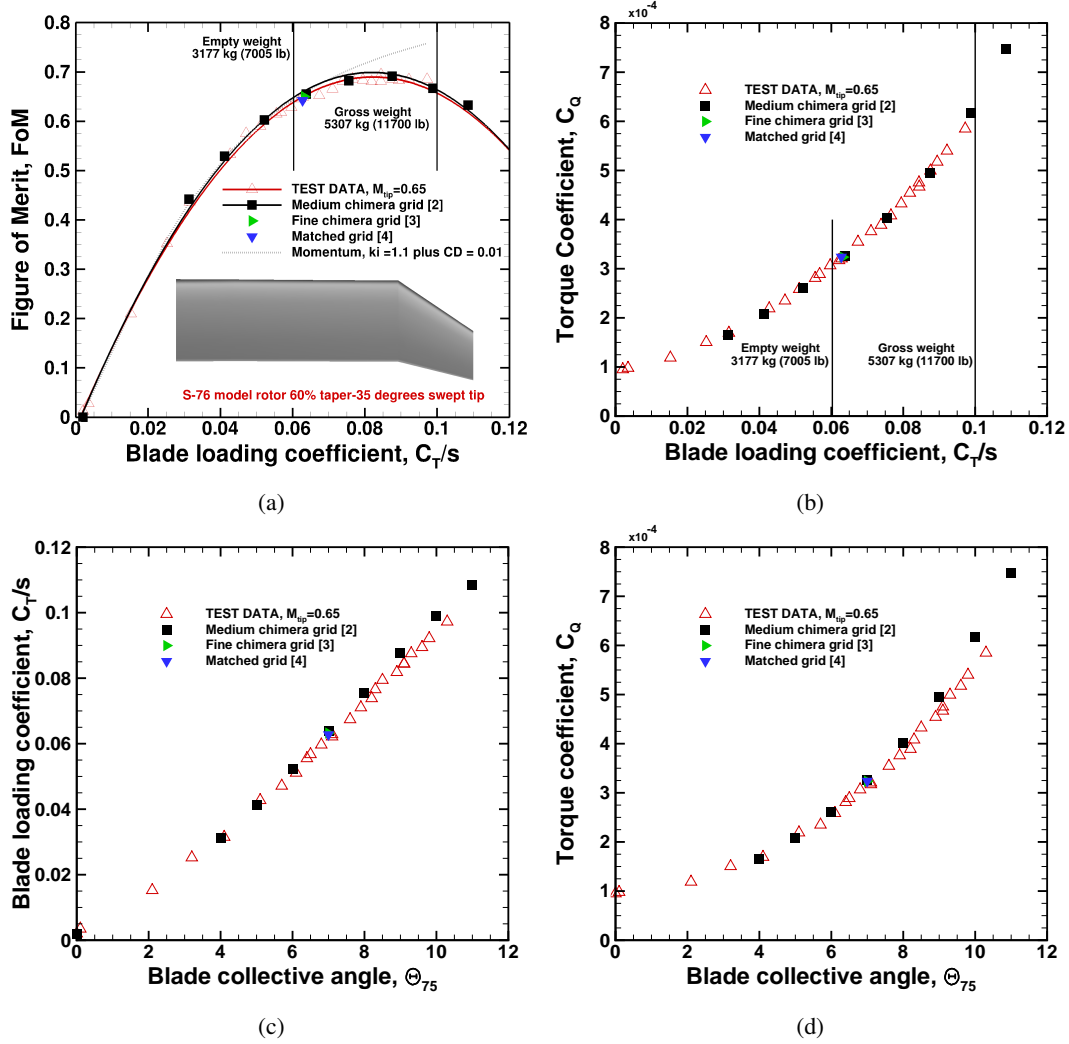 Figure of Merit, FoM
0.8
0.7
0.6
0.5
0.4
0.3
0.2
0.1
0
Empty weight
3177 kg (7005 lb)
Gross weight
5307 kg (11700 lb)
TEST DATA, Mtip=0.65
Medium chimera grid [2]
Fine chimera grid [3]
Matched grid [4]
Momentum, ki =1.1 plus CD = 0.01
S-76 model rotor 60% taper-35 degrees swept tip
0 0.02 0.04 0.06 0.08 0.1 0.12
Blade loading coefficient, CT/s
(a)
x10-4
Torque Coefficient, CQ
8
7
6
5
4
3
2
1
0
TEST DATA, Mtip=0.65
Medium chimera grid [2]
Fine chimera grid [3]
Matched grid [4]
Empty weight
3177 kg (7005 lb)
Gross weight
5307 kg (11700 lb)
0 0.02 0.04 0.06 0.08 0.1 0.12
Blade loading coefficient, CT/s
(b)
Blade loading coefficient, CT/s
0.12
0.1
0.08
0.06
0.04
0.02
0
TEST DATA, Mtip=0.65
Medium chimera grid [2]
Fine chimera grid [3]
Matched grid [4]
0 2 4 6 8 10 12
Blade collective angle, Θ75
(c)
x10-4
Torque coefficient, CQ
8
7
6
5
4
3
2
1
0
TEST DATA, Mtip=0.65
Medium chimera grid [2]
Fine chimera grid [3]
Matched grid [4]
0 2 4 6 8 10 12
Blade collective angle, Θ75
(d)